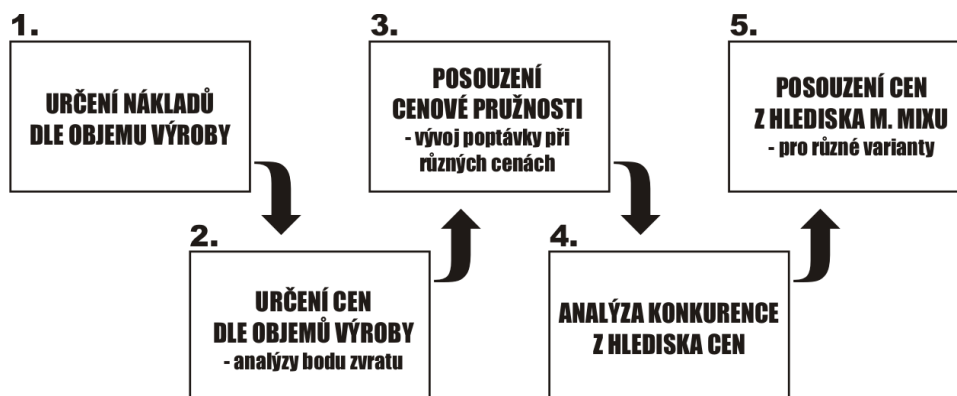 1.
URČENÍ NÁKLADŮ
DLE OBJEMU VÝROBY
2.
URČENÍ CEN
DLE OBJEMŮ VÝROBY
- analýzy bodu zvratu
3.
POSOUZENÍ
CENOVÉ PRUŽNOSTI
- vývoj poptávky při
různých cenách
4.
ANALÝZA KONKURENCE
Z HLEDISKA CEN
5.
POSOUZENÍ CEN
Z HLEDISKA M. MIXU
- pro různé varianty